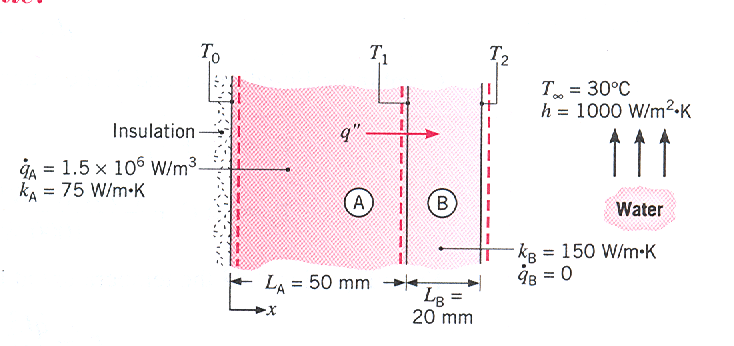 T₀
T₁
T₂
T∞ = 30°C
h = 1000 W/m²•K
Insulation
q"
q̇A = 1.5 × 10⁶ W/m³
kA = 75 W/m•K
A
B
Water
kB = 150 W/m•K
q̇B = 0
LA = 50 mm
LB =
20 mm
x